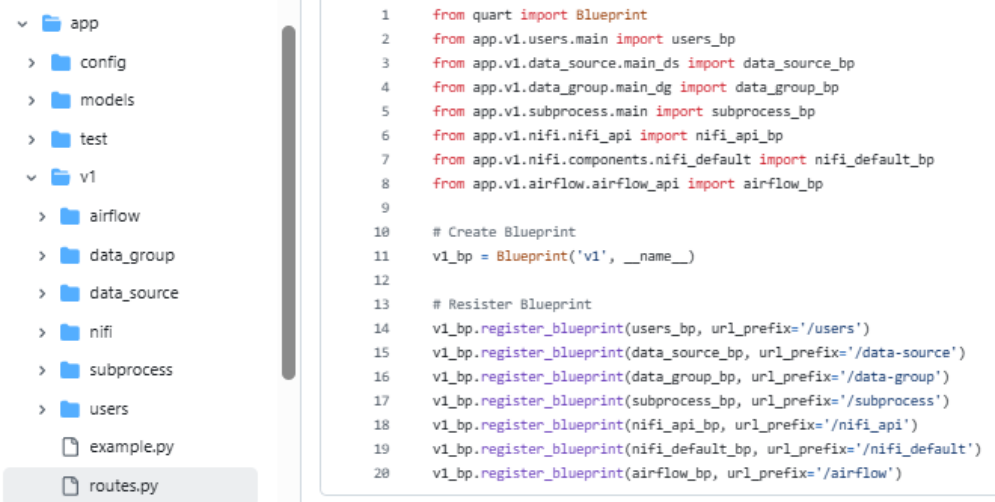 app
config
models
test
v1
airflow
data_group
data_source
nifi
subprocess
users
example.py
routes.py
1 from quart import Blueprint
2 from app.v1.users.main import users_bp
3 from app.v1.data_source.main_ds import data_source_bp
4 from app.v1.data_group.main_dg import data_group_bp
5 from app.v1.subprocess.main import subprocess_bp
6 from app.v1.nifi.nifi_api import nifi_api_bp
7 from app.v1.nifi.components.nifi_default import nifi_default_bp
8 from app.v1.airflow.airflow_api import airflow_bp
9
10 # Create Blueprint
11 v1_bp = Blueprint('v1', __name__)
12
13 # Resister Blueprint
14 v1_bp.register_blueprint(users_bp, url_prefix='/users')
15 v1_bp.register_blueprint(data_source_bp, url_prefix='/data-source')
16 v1_bp.register_blueprint(data_group_bp, url_prefix='/data-group')
17 v1_bp.register_blueprint(subprocess_bp, url_prefix='/subprocess')
18 v1_bp.register_blueprint(nifi_api_bp, url_prefix='/nifi_api')
19 v1_bp.register_blueprint(nifi_default_bp, url_prefix='/nifi_default')
20 v1_bp.register_blueprint(airflow_bp, url_prefix='/airflow')